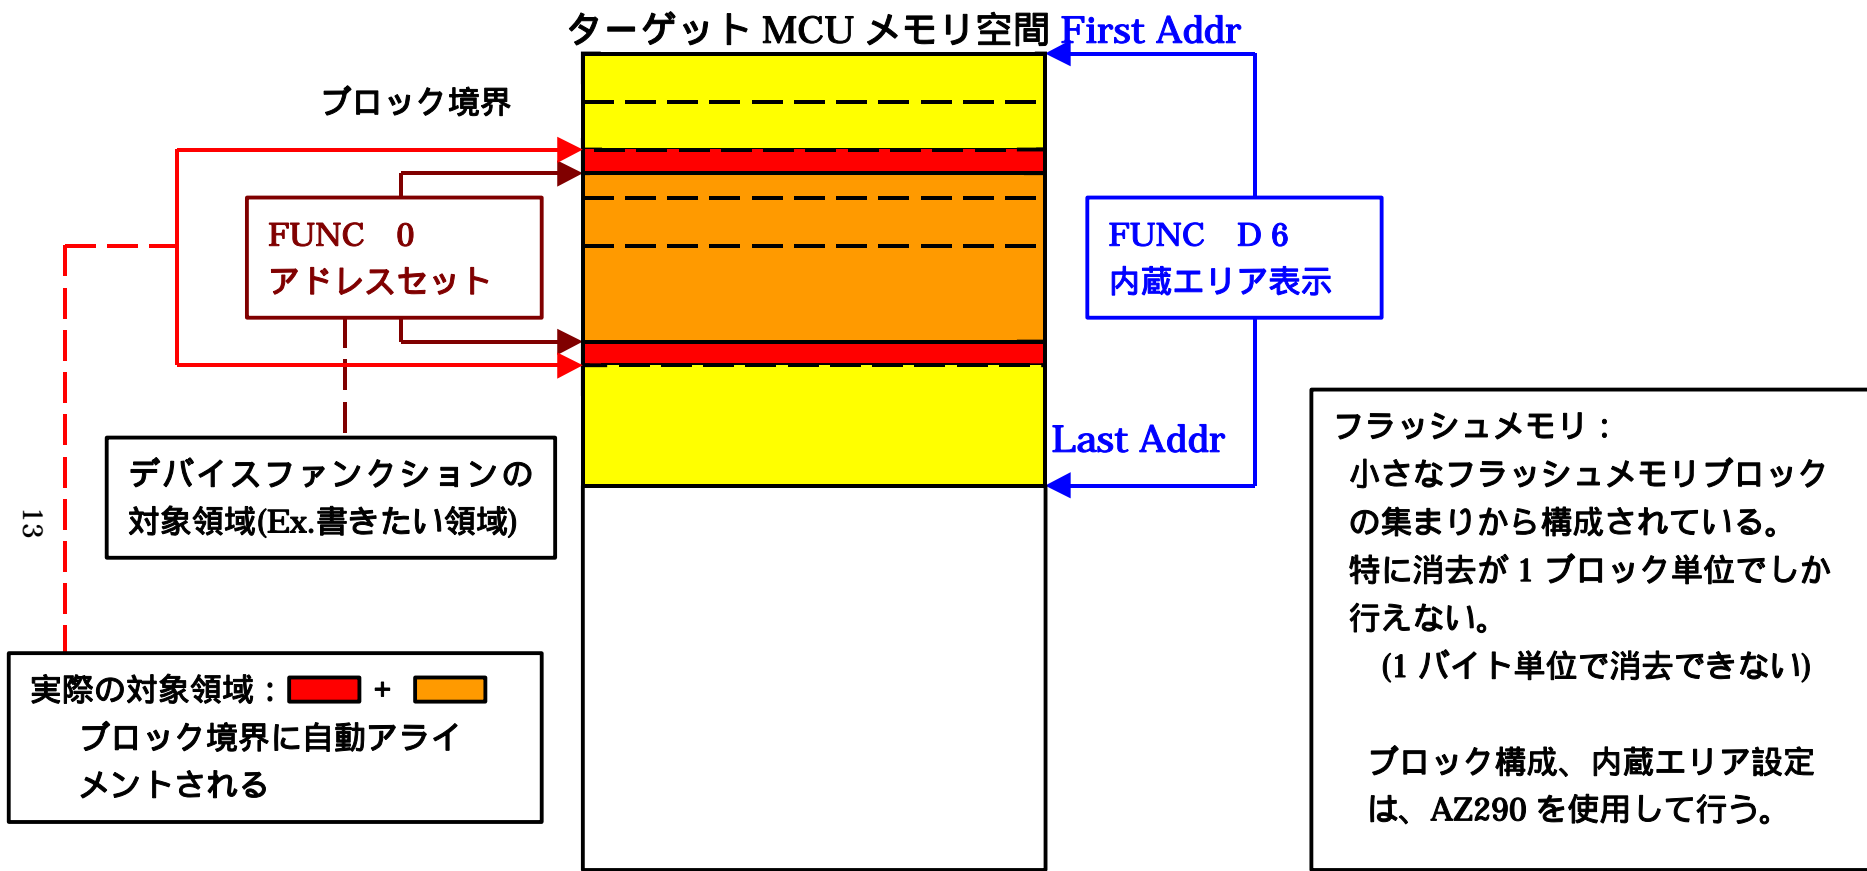 ターゲット MCU メモリ空間 First Addr
ブロック境界
FUNC 0
アドレスセット
FUNC D 6
内蔵エリア表示
Last Addr
デバイスファンクションの
対象領域(Ex.書きたい領域)
13
実際の対象領域 : +
ブロック境界に自動アライ
メントされる
フラッシュメモリ :
小さなフラッシュメモリブロック
の集まりから構成されている。
特に消去が 1 ブロック単位でしか
行えない。
(1 バイト単位で消去できない)
ブロック構成、内蔵エリア設定
は、AZ290 を使用して行う。